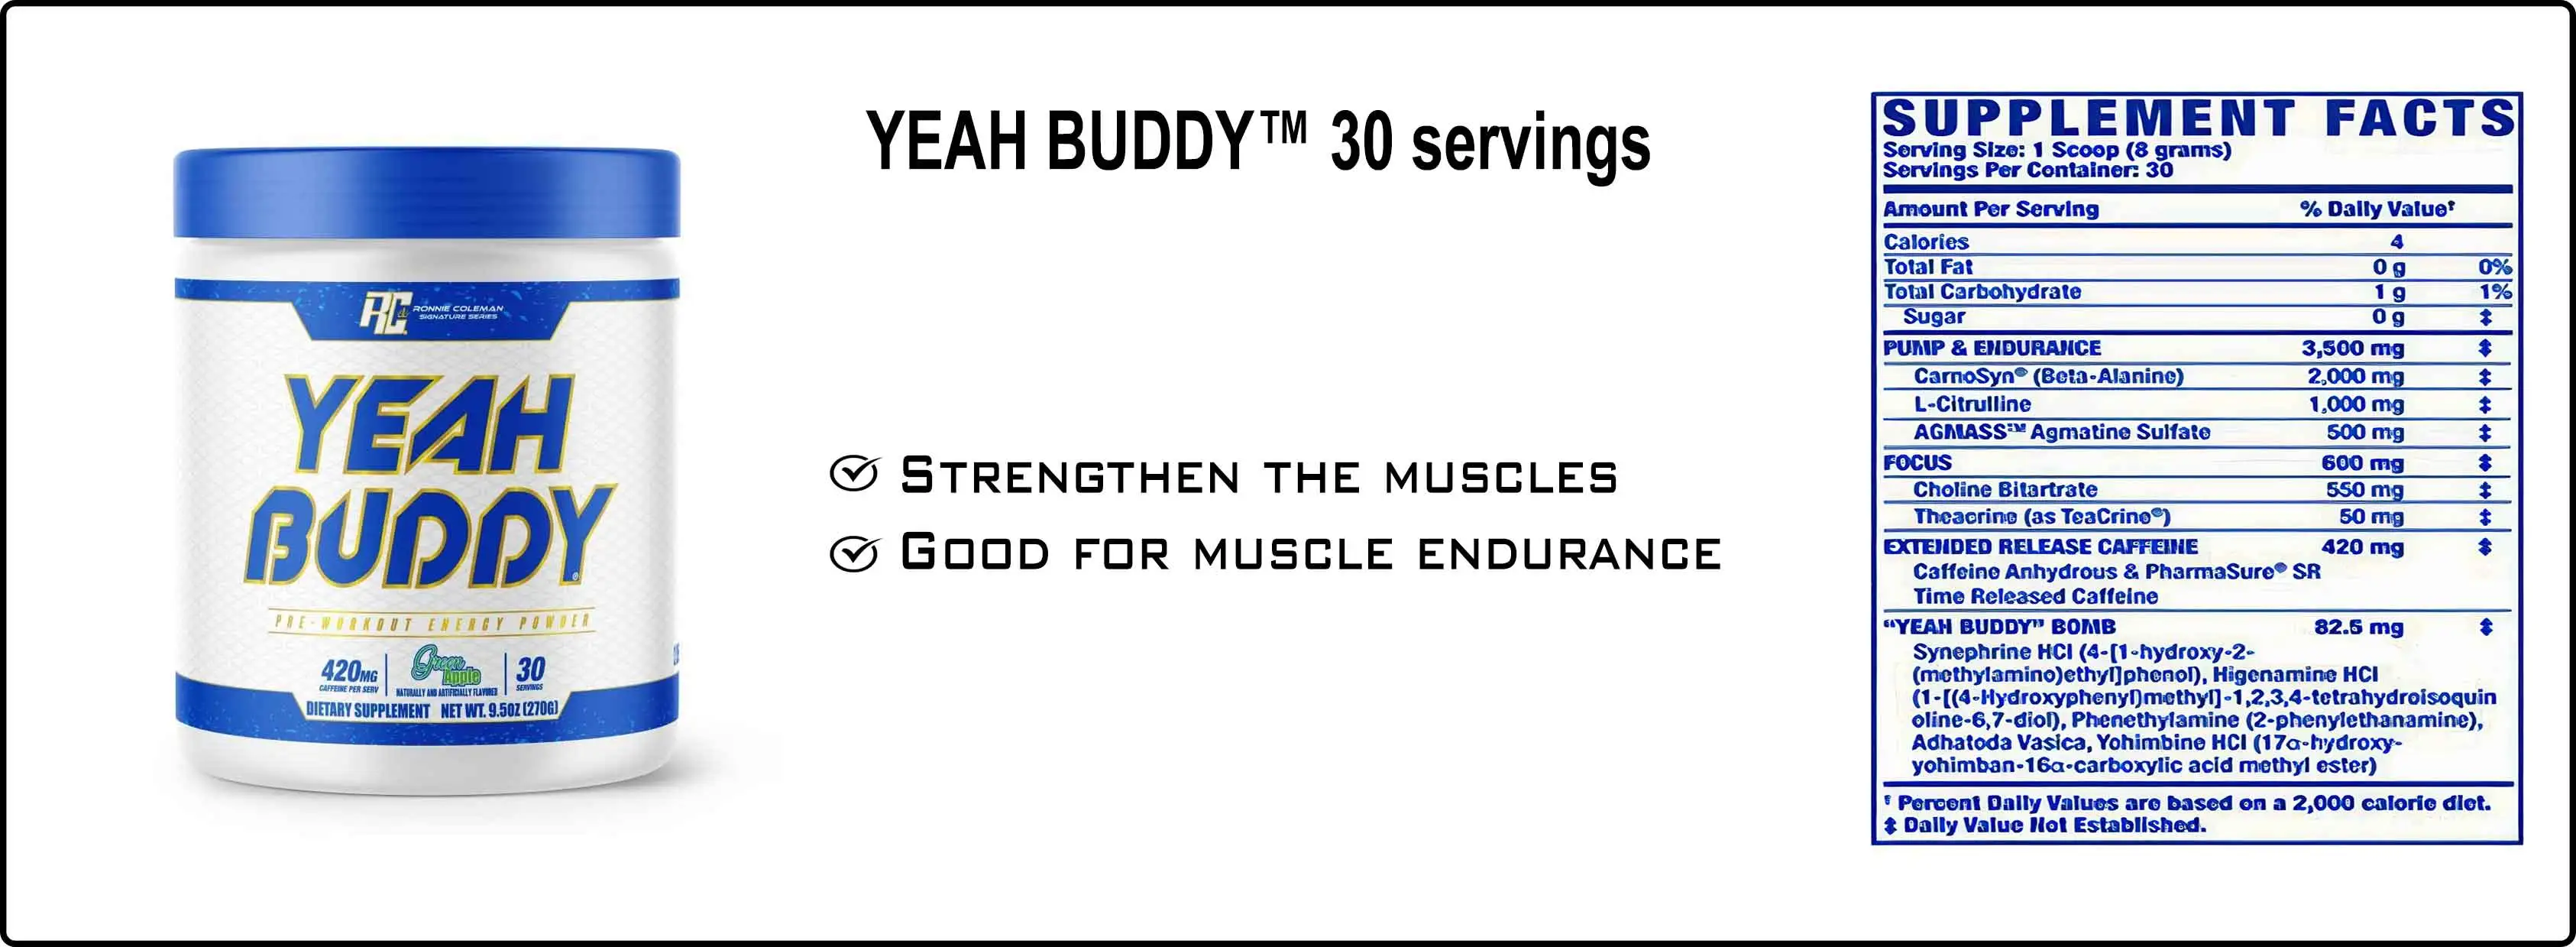 RC
RONNIE COLEMAN
SIGNATURE SERIES
YEAH
BUDDY®
PRE-WORKOUT ENERGY POWDER
420MG
CAFFEINE PER SERV
Green
Apple
NATURALLY AND ARTIFICIALLY FLAVORED
30
SERVINGS
DIETARY SUPPLEMENT NET WT. 9.5OZ (270G)
YEAH BUDDY™ 30 servings
STRENGTHEN THE MUSCLES
GOOD FOR MUSCLE ENDURANCE
SUPPLEMENT FACTS
Serving Size: 1 Scoop (8 grams)
Servings Per Container: 30
Amount Per Serving % Daily Value†
Calories 4
Total Fat 0 g 0%
Total Carbohydrate 1 g 1%
Sugar 0 g ‡
PUMP & ENDURANCE 3,500 mg ‡
CarnoSyn® (Beta-Alanine) 2,000 mg ‡
L-Citrulline 1,000 mg ‡
AGMASS™ Agmatine Sulfate 500 mg ‡
FOCUS 600 mg ‡
Choline Bitartrate 550 mg ‡
Theacrine (as TeaCrine®) 50 mg ‡
EXTENDED RELEASE CAFFEINE 420 mg ‡
Caffeine Anhydrous & PharmaSure® SR
Time Released Caffeine
“YEAH BUDDY” BOMB 82.5 mg ‡
Synephrine HCI (4-[1-hydroxy-2-
(methylamino)ethyl]phenol), Higenamine HCI
(1-[(4-Hydroxyphenyl)methyl]-1,2,3,4-tetrahydroisoquin
oline-6,7-diol), Phenethylamine (2-phenylethanamine),
Adhatoda Vasica, Yohimbine HCI (17α-hydroxy-
yohimban-16α-carboxylic acid methyl ester)
† Percent Daily Values are based on a 2,000 calorie diet.
‡ Daily Value Not Established.